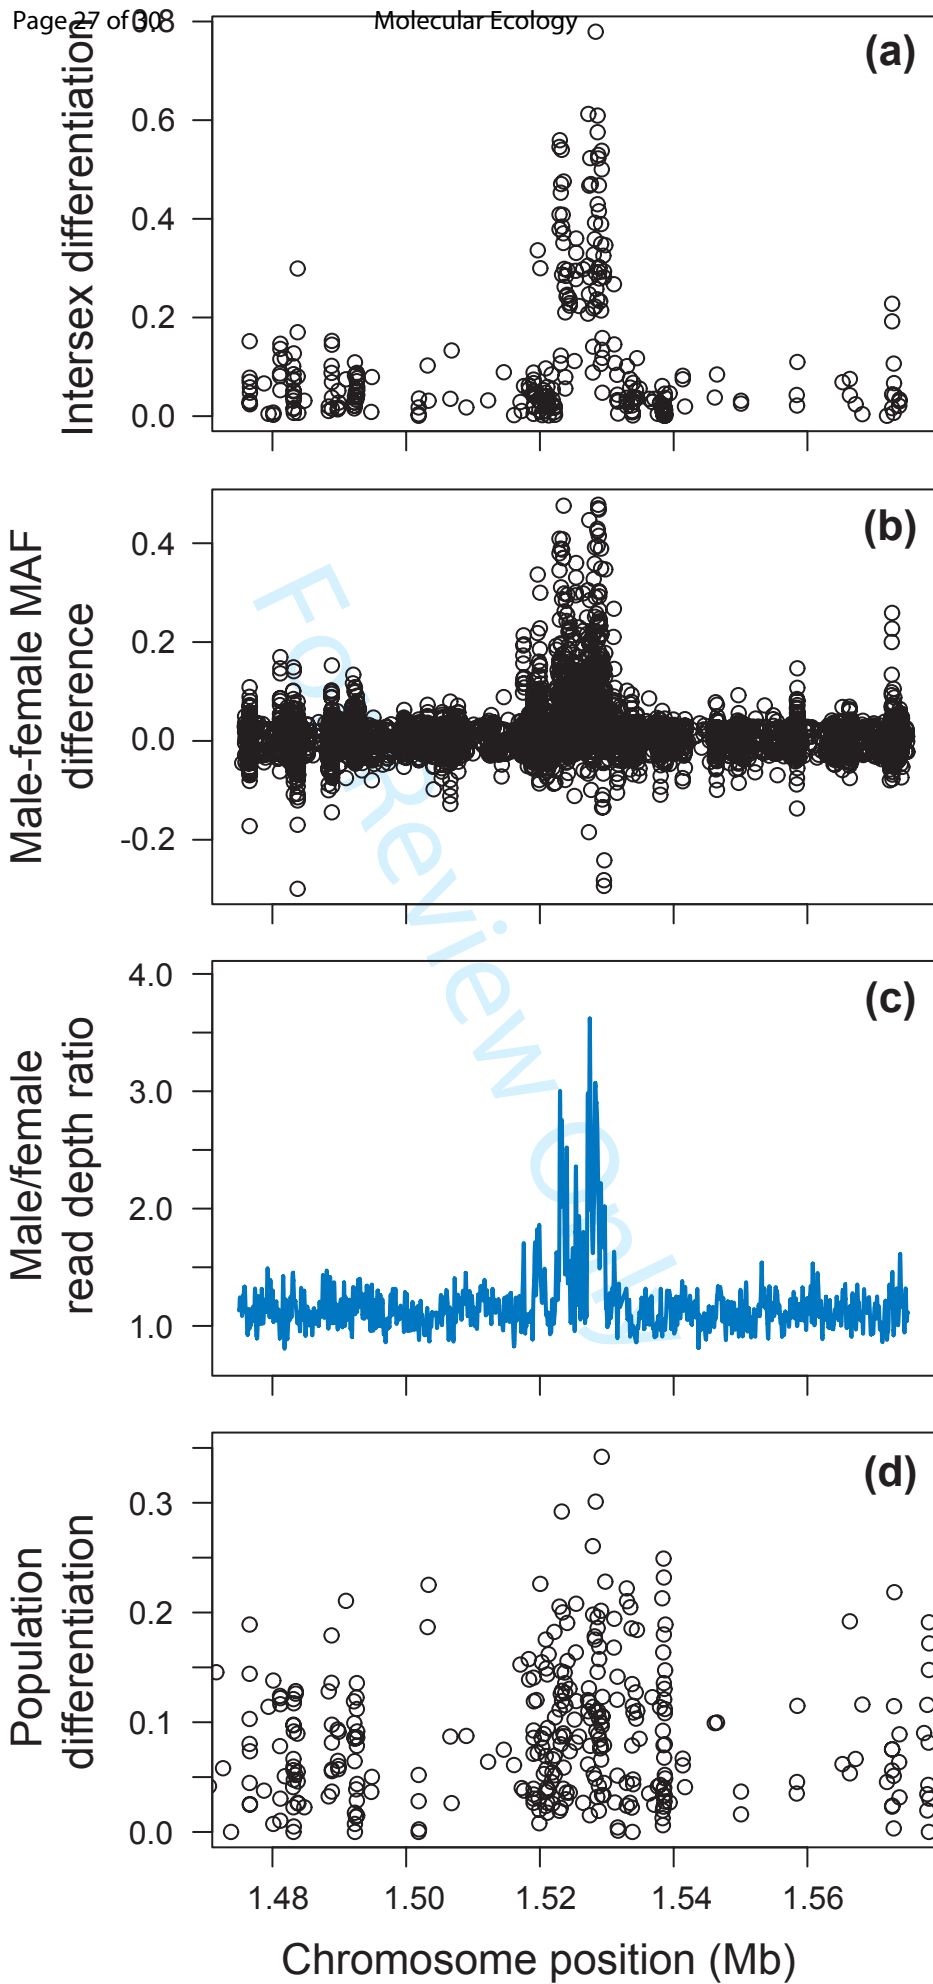 Page 27 of 30
Molecular Ecology
(a)
Intersex differentiation
0.8
0.6
0.4
0.2
0.0
(b)
Male-female MAF
difference
0.4
0.2
0.0
-0.2
(c)
Male/female
read depth ratio
4.0
3.0
2.0
1.0
(d)
Population
differentiation
0.3
0.2
0.1
0.0
1.48 1.50 1.52 1.54 1.56
Chromosome position (Mb)
For Review Only